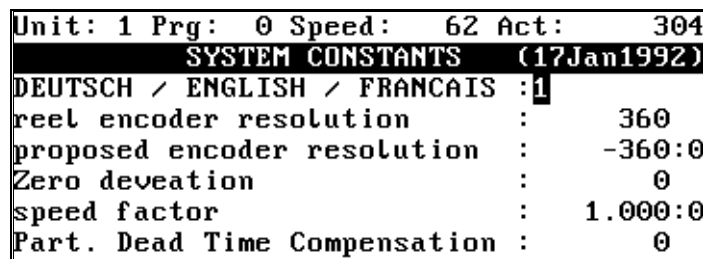 Unit: 1 Prg: 0 Speed: 62 Act: 304
SYSTEM CONSTANTS (17Jan1992)
DEUTSCH / ENGLISH / FRANCAIS :1
reel encoder resolution : 360
proposed encoder resolution : -360:0
Zero deveation : 0
speed factor : 1.000:0
Part. Dead Time Compensation : 0